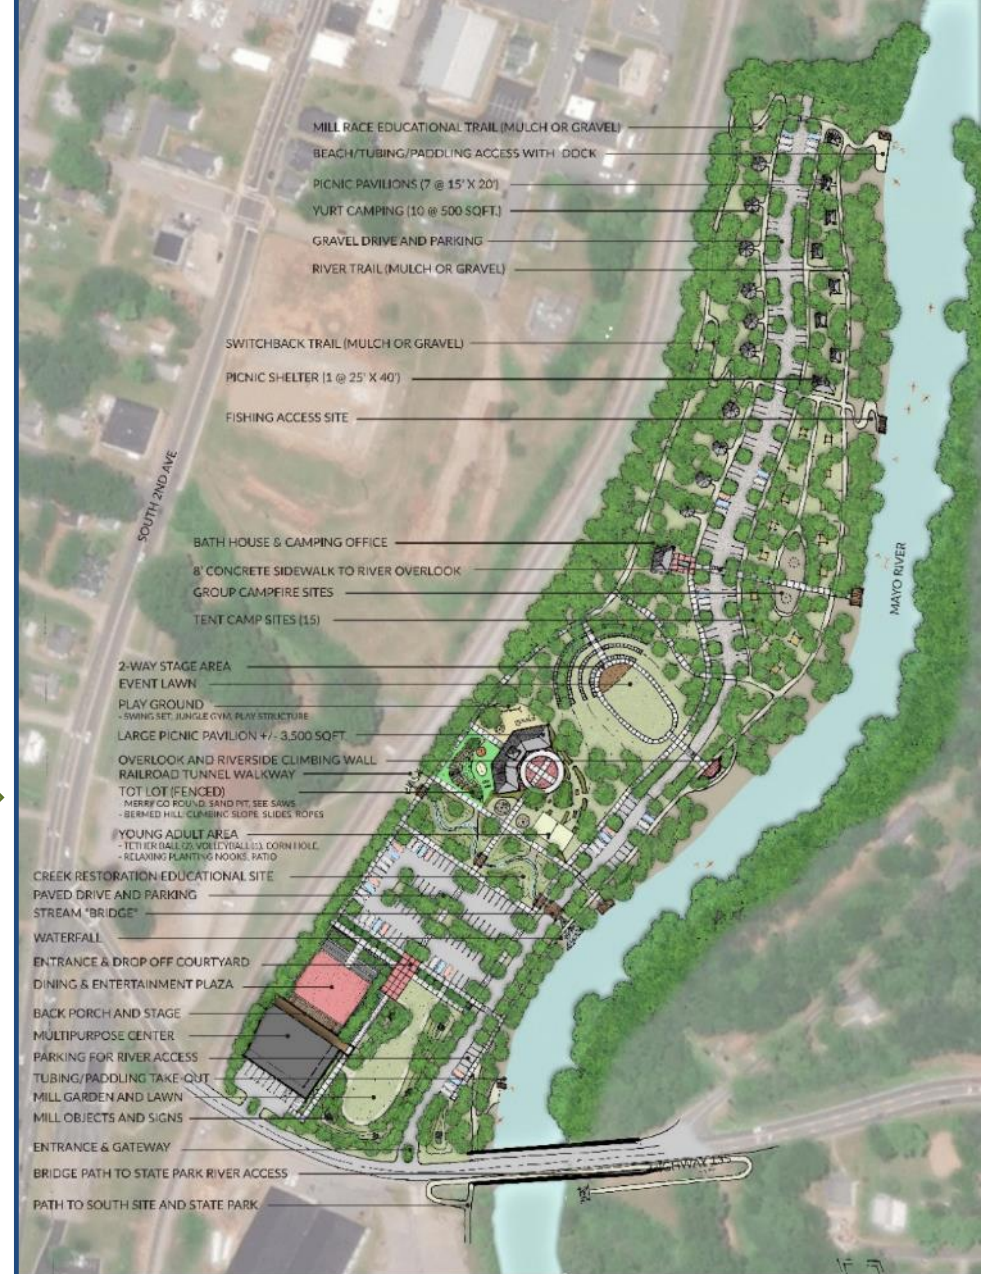 MILL RACE EDUCATIONAL TRAIL (MULCH OR GRAVEL)
BEACH/TUBING/PADDLING ACCESS WITH DOCK
PICNIC PAVILIONS (7 @ 15' X 20')
YURT CAMPING (10 @ 500 SQFT.)
GRAVEL DRIVE AND PARKING
RIVER TRAIL (MULCH OR GRAVEL)
SWITCHBACK TRAIL (MULCH OR GRAVEL)
PICNIC SHELTER (1 @ 25' X 40')
FISHING ACCESS SITE
SOUTH 2ND AVE
BATH HOUSE & CAMPING OFFICE
8' CONCRETE SIDEWALK TO RIVER OVERLOOK
GROUP CAMPFIRE SITES
TENT CAMP SITES (15)
MAYO RIVER
2-WAY STAGE AREA
EVENT LAWN
PLAY GROUND
- SWING SET, JUNGLE GYM, PLAY STRUCTURE
LARGE PICNIC PAVILION +/- 3,500 SQFT.
OVERLOOK AND RIVERSIDE CLIMBING WALL
RAILROAD TUNNEL WALKWAY
TOT LOT (FENCED)
- MERRY GO ROUND, SAND PIT, SEE-SAWS
- BERMED HILL: CLIMBING SLOPE, SLIDES, ROPES
YOUNG ADULT AREA
- TETHER BALL (2), VOLLEYBALL (1), CORN HOLE,
- RELAXING PLANTING NOOKS, PATIO
CREEK RESTORATION EDUCATIONAL SITE
PAVED DRIVE AND PARKING
STREAM "BRIDGE"
WATERFALL
ENTRANCE & DROP OFF COURTYARD
DINING & ENTERTAINMENT PLAZA
BACK PORCH AND STAGE
MULTIPURPOSE CENTER
PARKING FOR RIVER ACCESS
TUBING/PADDLING TAKE-OUT
MILL GARDEN AND LAWN
MILL OBJECTS AND SIGNS
ENTRANCE & GATEWAY
BRIDGE PATH TO STATE PARK RIVER ACCESS
HIGHWAY 135
PATH TO SOUTH SITE AND STATE PARK